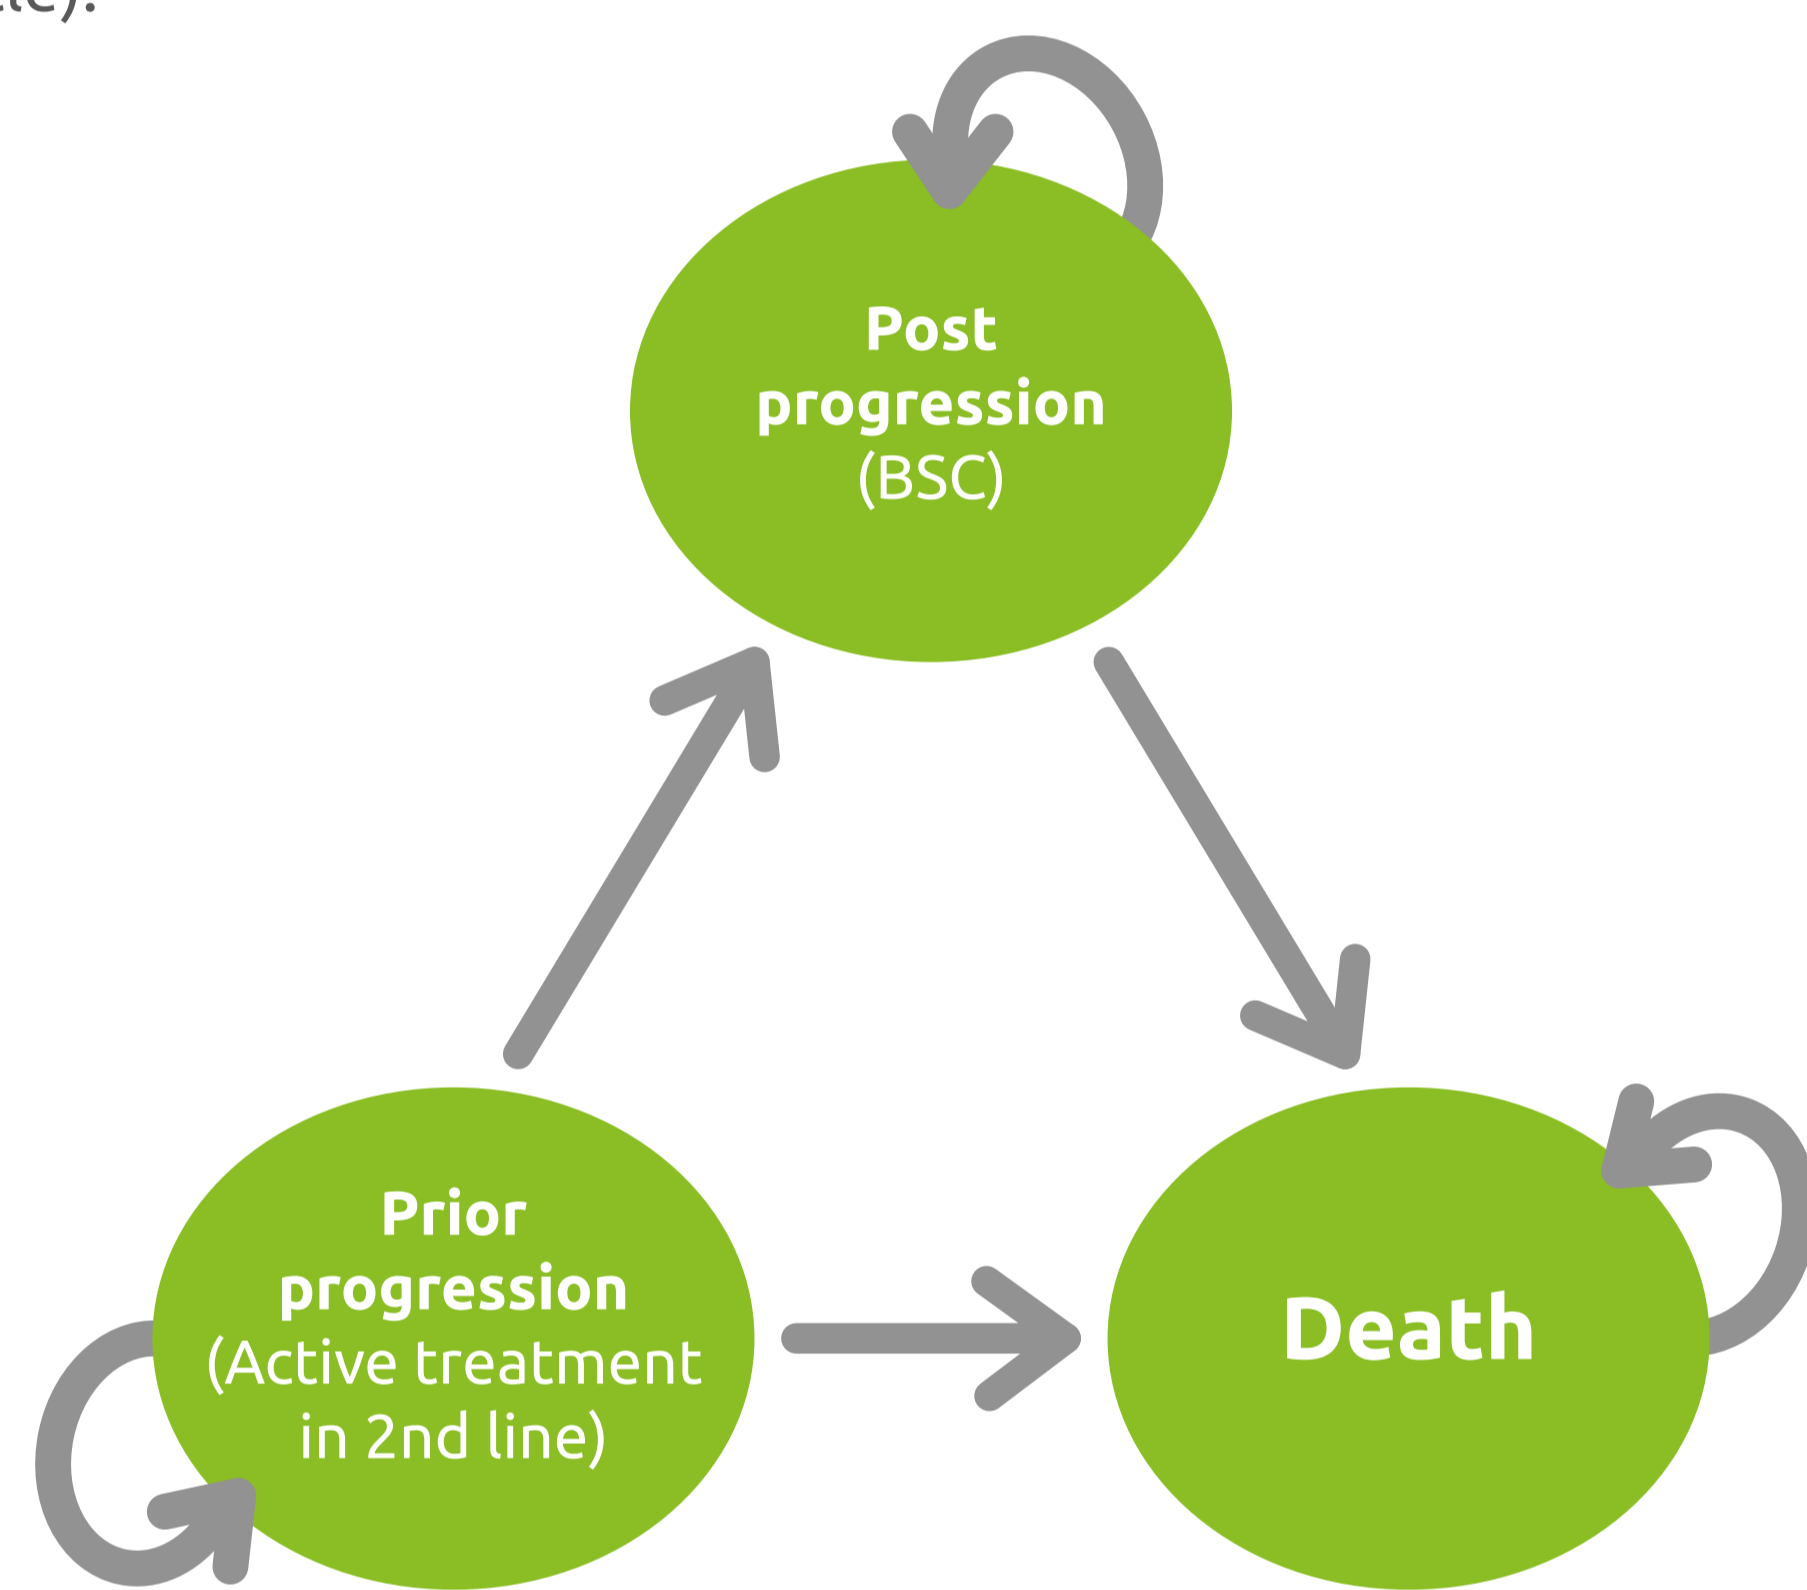 Post
progression
(BSC)
Prior
progression
(Active treatment
in 2nd line)
Death